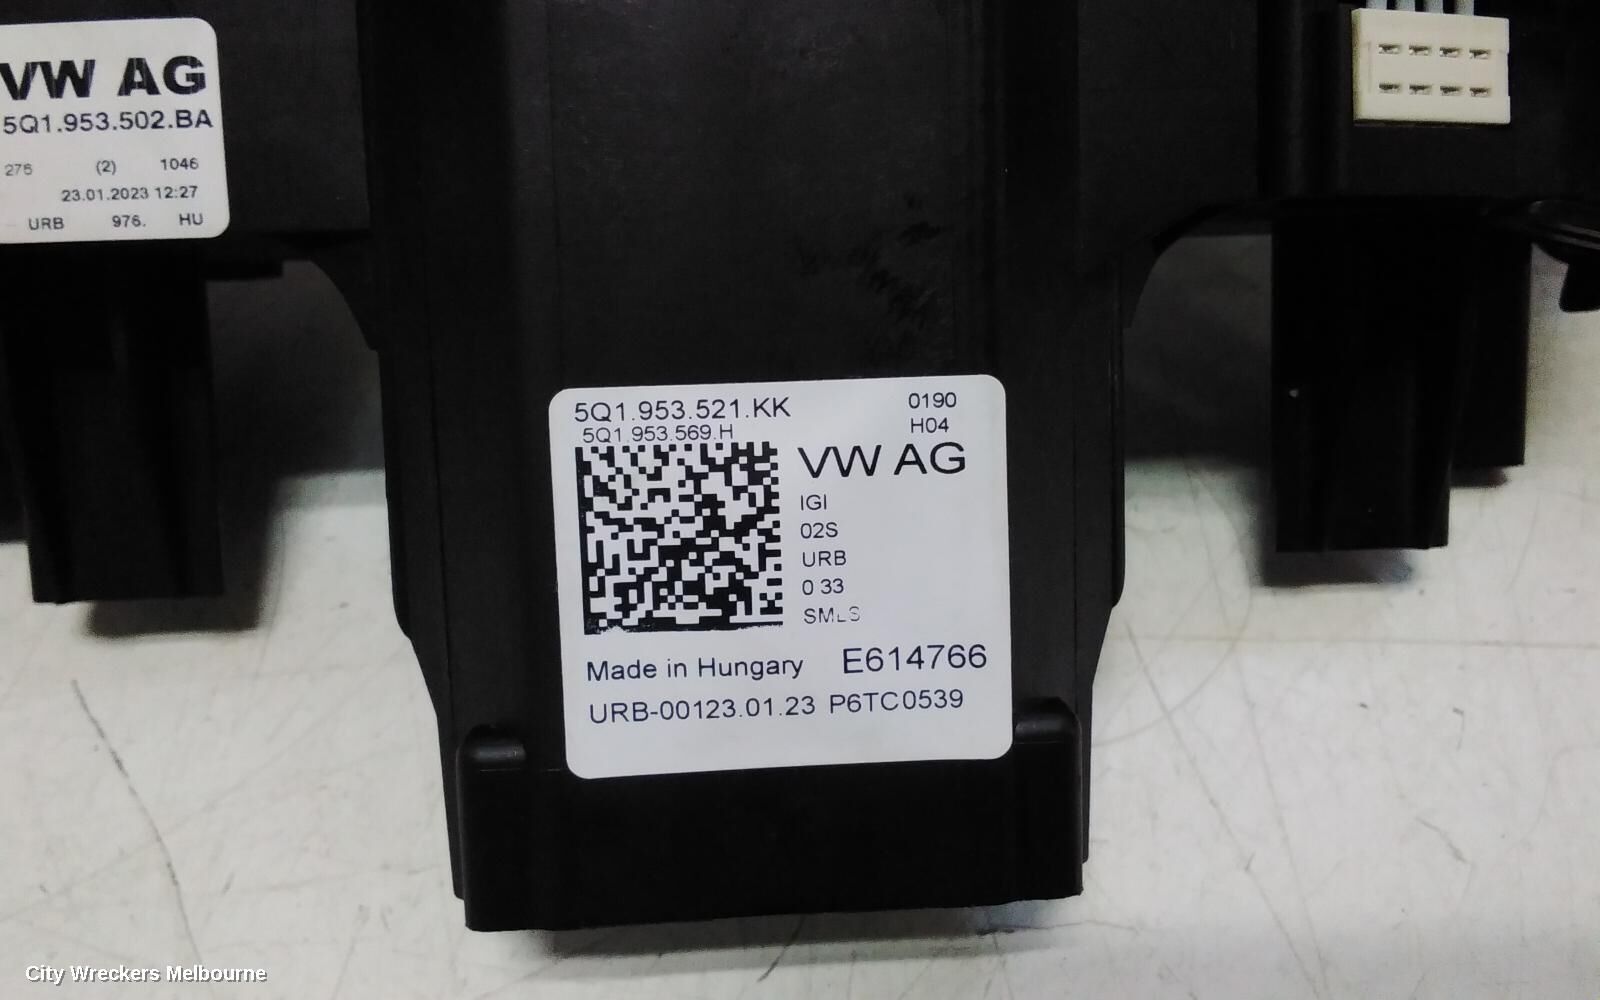 VW AG
5Q1.953.502.BA
276 (2) 1046
23.01.2023 12:27
URB 976. HU
5Q1.953.521.KK 0190
5Q1.953.569.H H04
VW AG
IGI
02S
URB
0 33
SMLS
Made in Hungary E614766
URB-00123.01.23 P6TC0539
City Wreckers Melbourne